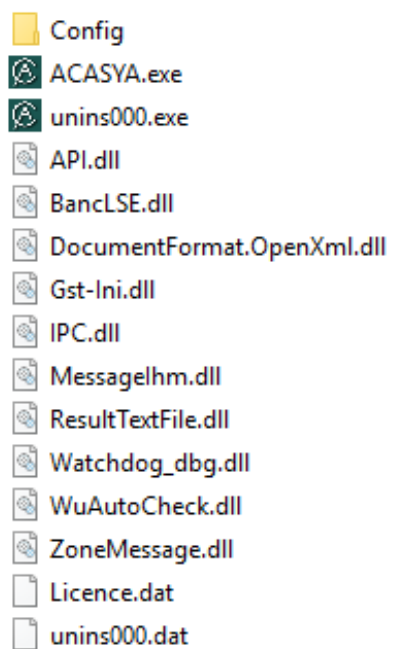 Config
ACASYA.exe
unins000.exe
API.dll
BancLSE.dll
DocumentFormat.OpenXml.dll
Gst-Ini.dll
IPC.dll
MessageIhm.dll
ResultTextFile.dll
Watchdog_dbg.dll
WuAutoCheck.dll
ZoneMessage.dll
Licence.dat
unins000.dat